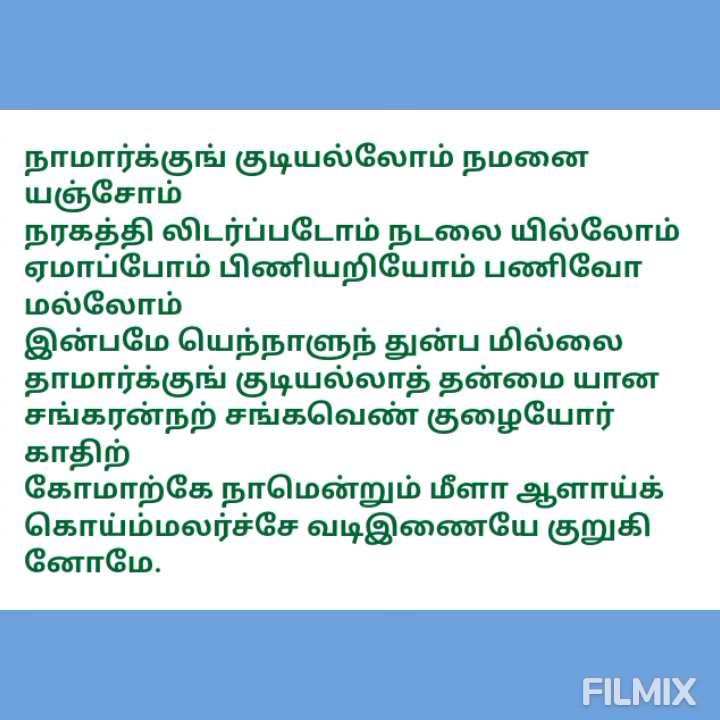 நாமார்க்குங் குடியல்லோம் நமனை
யஞ்சோம்
நரகத்தி லிடர்ப்படோம் நடலை யில்லோம்
ஏமாப்போம் பிணியறியோம் பணிவோ
மல்லோம்
இன்பமே யெந்நாளுந் துன்ப மில்லை
தாமார்க்குங் குடியல்லாத் தன்மை யான
சங்கரன்நற் சங்கவெண் குழையோர்
காதிற்
கோமாற்கே நாமென்றும் மீளா ஆளாய்க்
கொய்ம்மலர்ச்சே வடிஇணையே குறுகி
னோமே.
FILMIX